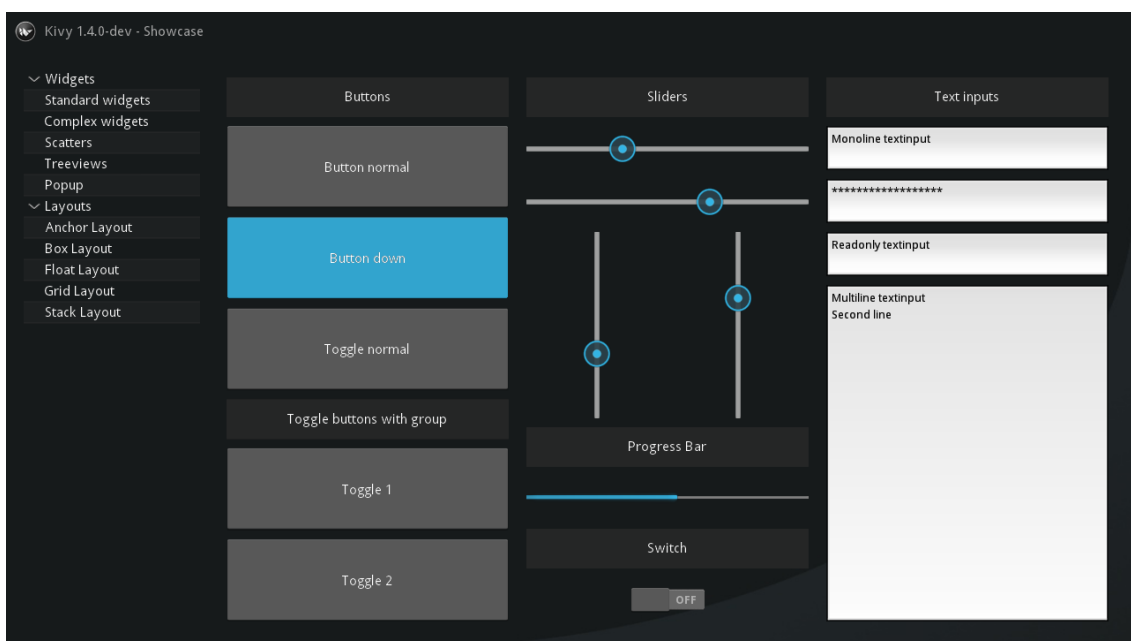 Kivy 1.4.0-dev - Showcase
Widgets
Standard widgets
Complex widgets
Scatters
Treeviews
Popup
Layouts
Anchor Layout
Box Layout
Float Layout
Grid Layout
Stack Layout
Buttons
Button normal
Button down
Toggle normal
Toggle buttons with group
Toggle 1
Toggle 2
Sliders
Progress Bar
Switch
OFF
Text inputs
Monoline textinput
******************
Readonly textinput
Multiline textinput
Second line